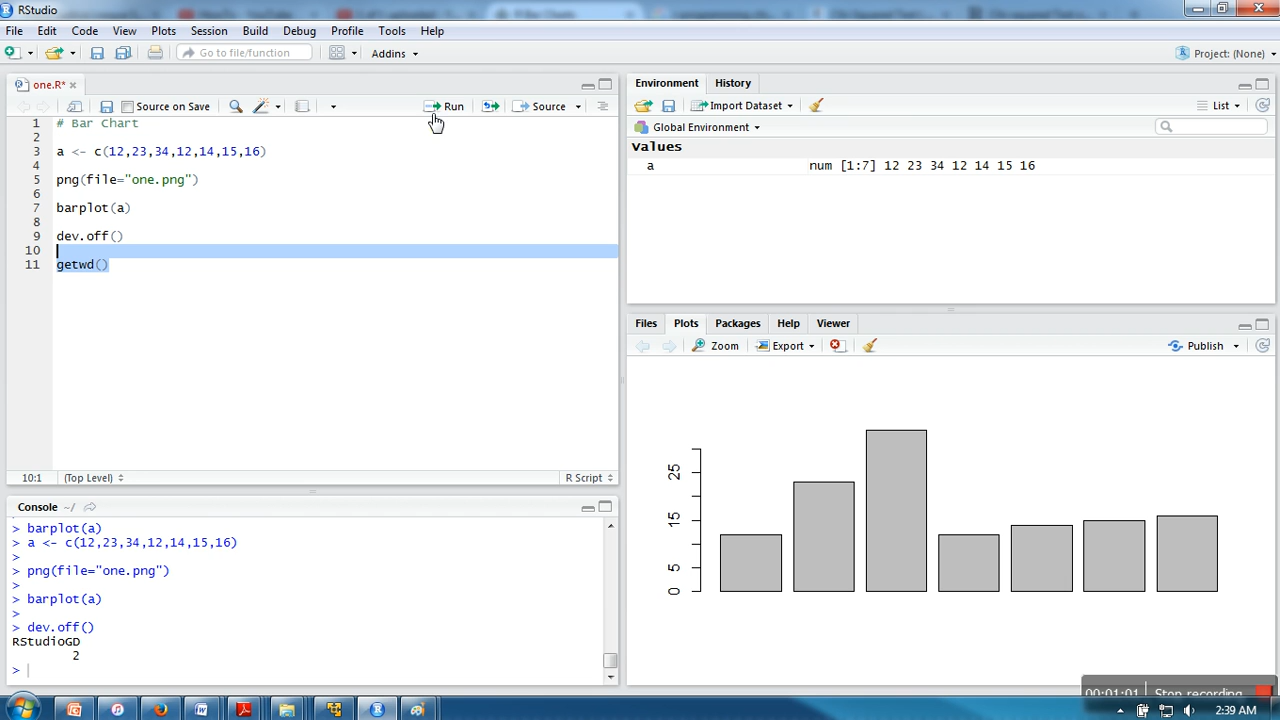 RStudio
File Edit Code View Plots Session Build Debug Profile Tools Help
Go to file/function Addins Project: (None)
one.R*
Source on Save Run Source
1 # Bar Chart
2
3 a <- c(12,23,34,12,14,15,16)
4
5 png(file="one.png")
6
7 barplot(a)
8
9 dev.off()
10
11 getwd()
10:1 (Top Level) R Script
Console ~/
> barplot(a)
> a <- c(12,23,34,12,14,15,16)
>
> png(file="one.png")
>
> barplot(a)
>
> dev.off()
RStudioGD
2
>
Environment History
Import Dataset List
Global Environment
Values
a num [1:7] 12 23 34 12 14 15 16
Files Plots Packages Help Viewer
Zoom Export Publish
25
15
5
0
00:01:01 Stop recording
2:39 AM